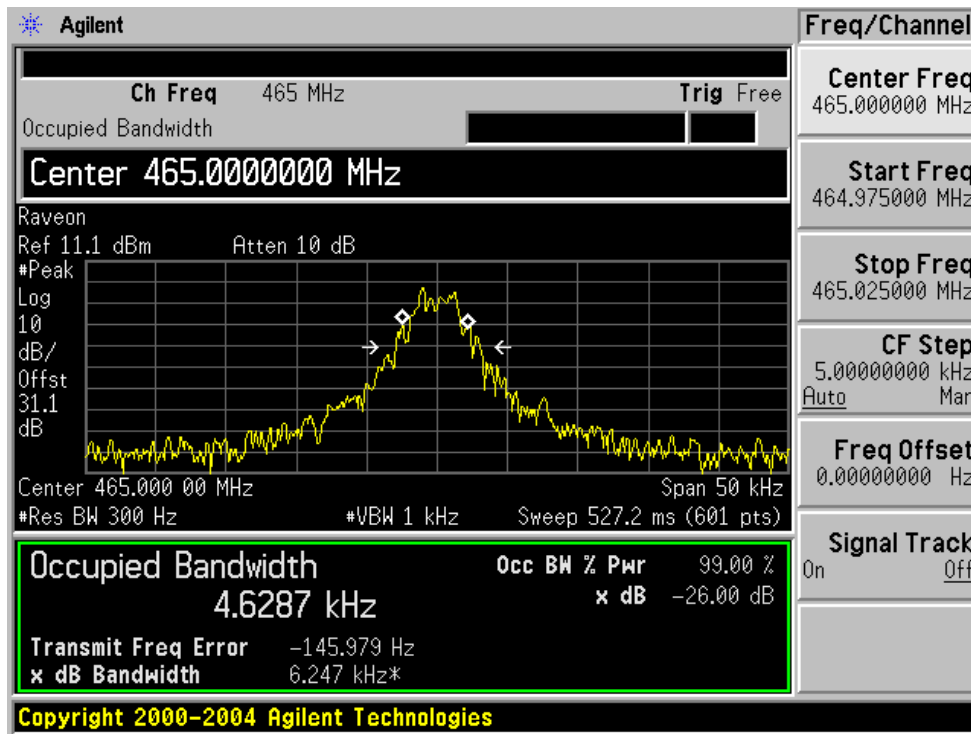 Agilent
Ch Freq 465 MHz Trig Free
Occupied Bandwidth
Center 465.0000000 MHz
Raveon
Ref 11.1 dBm Atten 10 dB
#Peak
Log
10
dB/
Offst
31.1
dB
Center 465.000 00 MHz Span 50 kHz
#Res BW 300 Hz #VBW 1 kHz Sweep 527.2 ms (601 pts)
Occupied Bandwidth Occ BW % Pwr 99.00 %
4.6287 kHz x dB -26.00 dB
Transmit Freq Error -145.979 Hz
x dB Bandwidth 6.247 kHz*
Copyright 2000-2004 Agilent Technologies
Freq/Channel
Center Freq
465.000000 MHz
Start Freq
464.975000 MHz
Stop Freq
465.025000 MHz
CF Step
5.00000000 kHz
Auto Man
Freq Offset
0.00000000 Hz
Signal Track
On Off